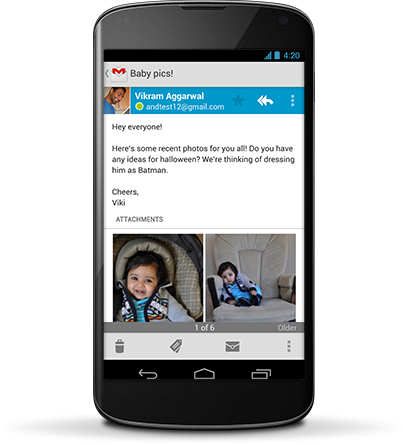 4:20
Baby pics!
Vikram Aggarwal
andtest12@gmail.com
Hey everyone!
Here's some recent photos for you all! Do you have
any ideas for halloween? We're thinking of dressing
him as Batman.
Cheers,
Viki
ATTACHMENTS
1 of 6
Older